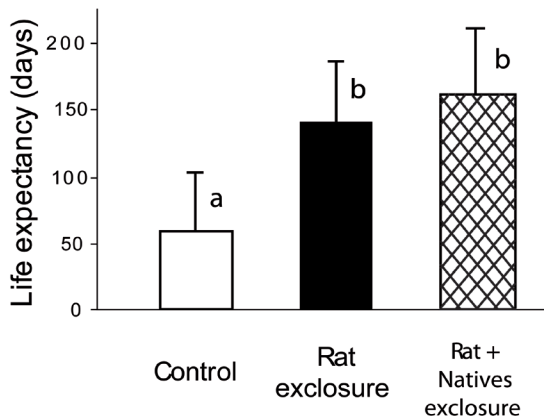 Life expectancy (days)
200
150
100
50
0
a
b
b
Control
Rat
exclosure
Rat +
Natives
exclosure